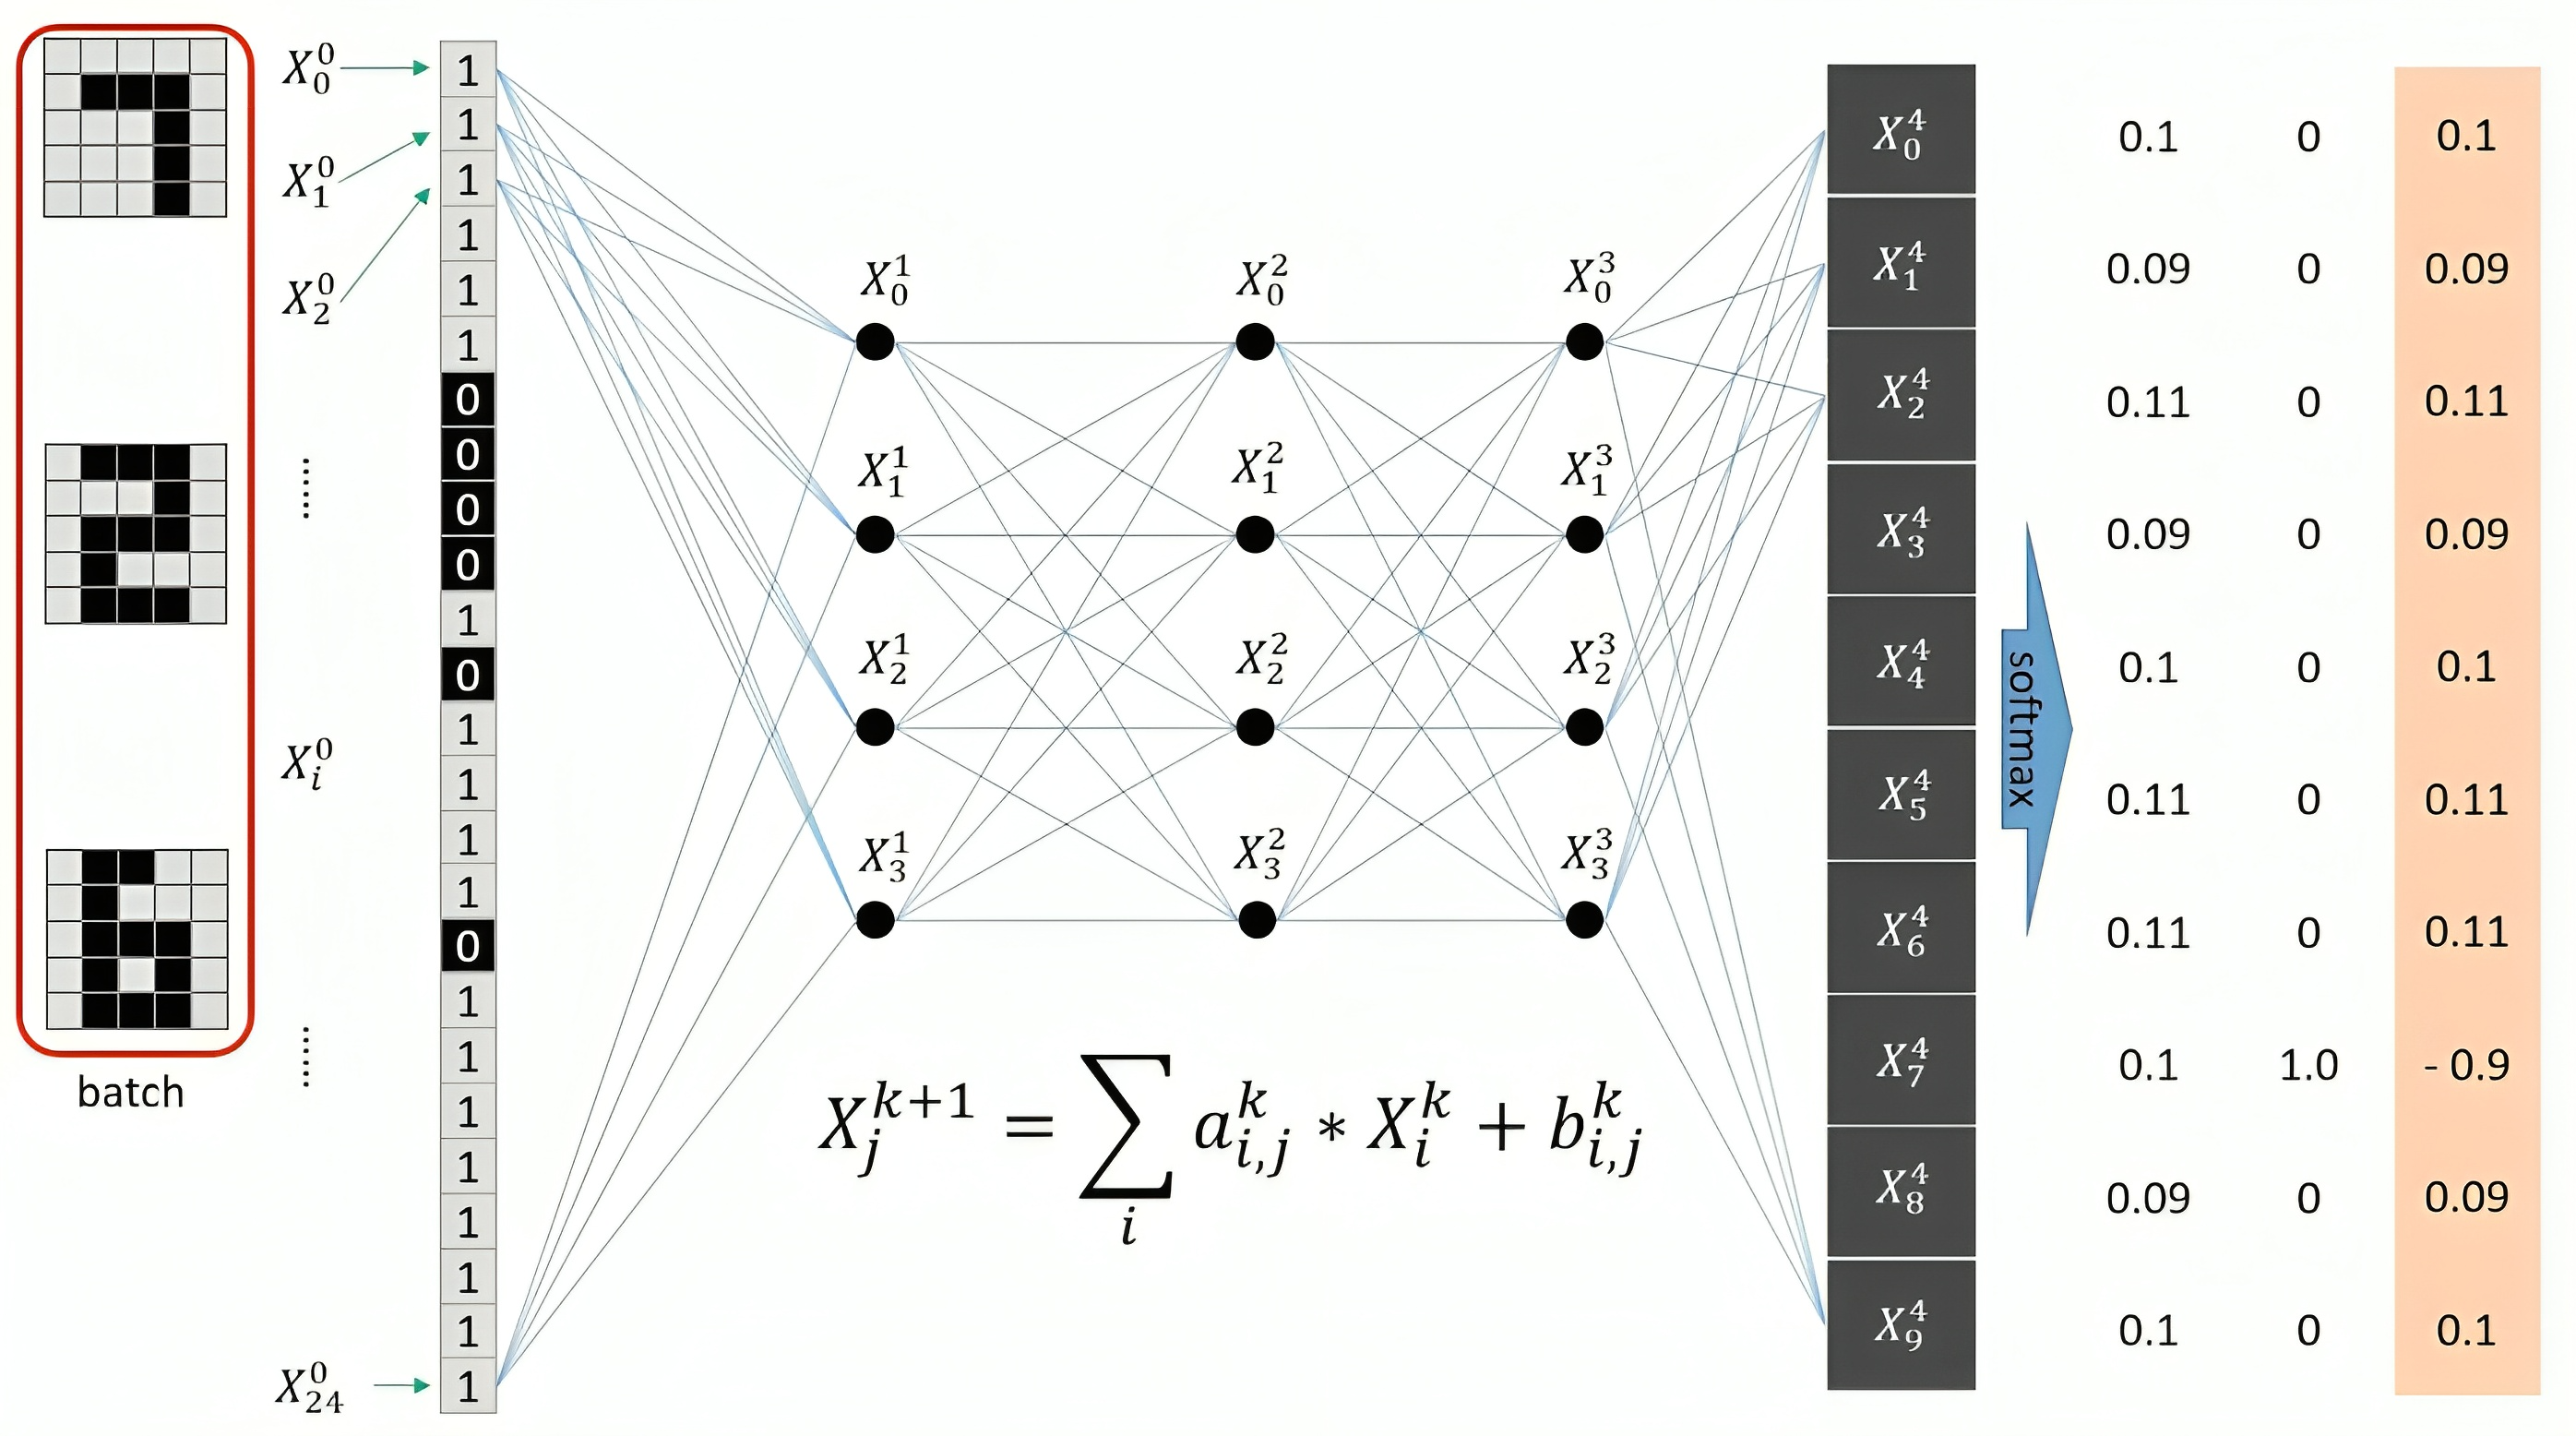 X_0^0
X_1^0
X_2^0
......
X_i^0
......
X_24^0
batch
1
1
1
1
1
1
0
0
0
0
1
0
1
1
1
1
0
1
1
1
1
1
1
1
1
X_0^1
X_1^1
X_2^1
X_3^1
X_0^2
X_1^2
X_2^2
X_3^2
X_0^3
X_1^3
X_2^3
X_3^3
X_j^{k+1} = ∑_i a_{i,j}^k * X_i^k + b_{i,j}^k
X_0^4
X_1^4
X_2^4
X_3^4
X_4^4
X_5^4
X_6^4
X_7^4
X_8^4
X_9^4
softmax
0.1 0 0.1
0.09 0 0.09
0.11 0 0.11
0.09 0 0.09
0.1 0 0.1
0.11 0 0.11
0.11 0 0.11
0.1 1.0 - 0.9
0.09 0 0.09
0.1 0 0.1